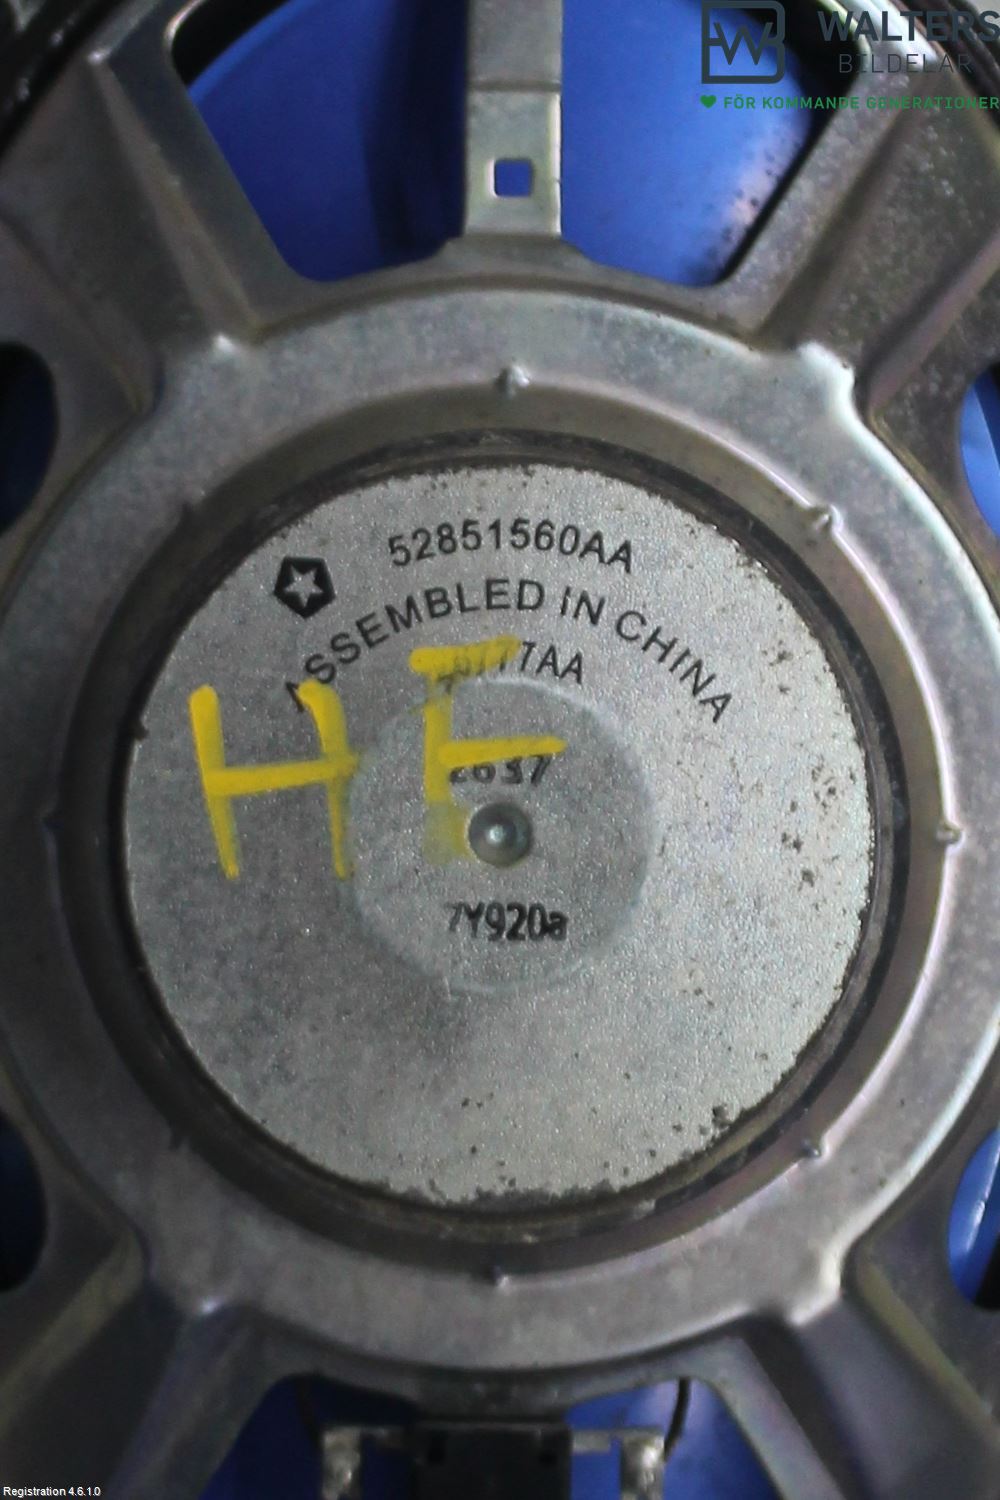 WALTERS
BILDELAR
FÖR KOMMANDE GENERATIONER
52851560AA
ASSEMBLED IN CHINA
HF
7Y920a
Registration 4.6.1.0